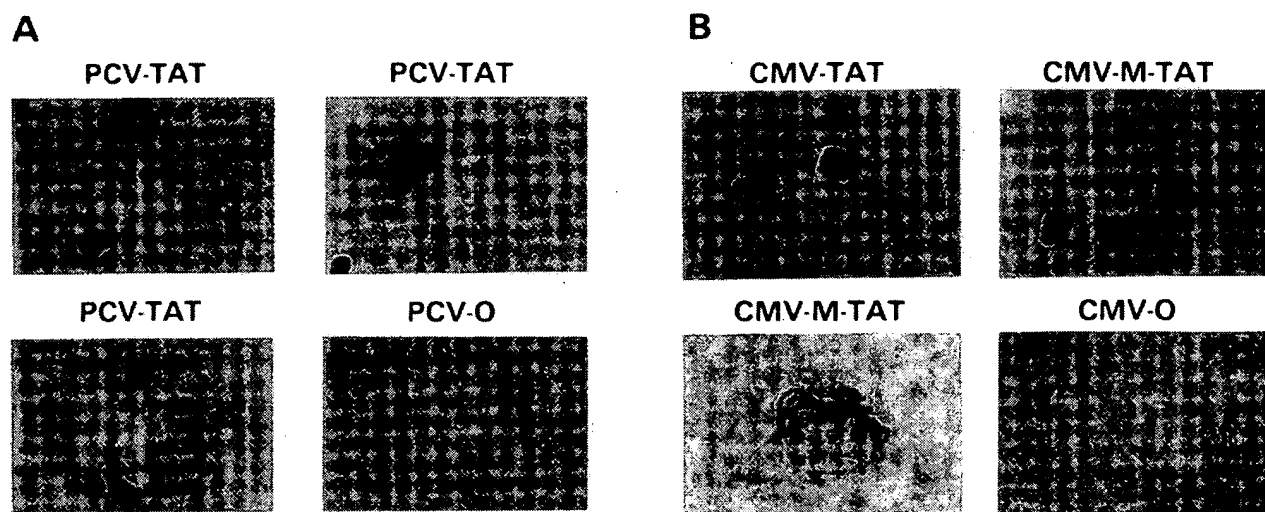 A
PCV-TAT PCV-TAT
PCV-TAT PCV-O
B
CMV-TAT CMV-M-TAT
CMV-M-TAT CMV-O